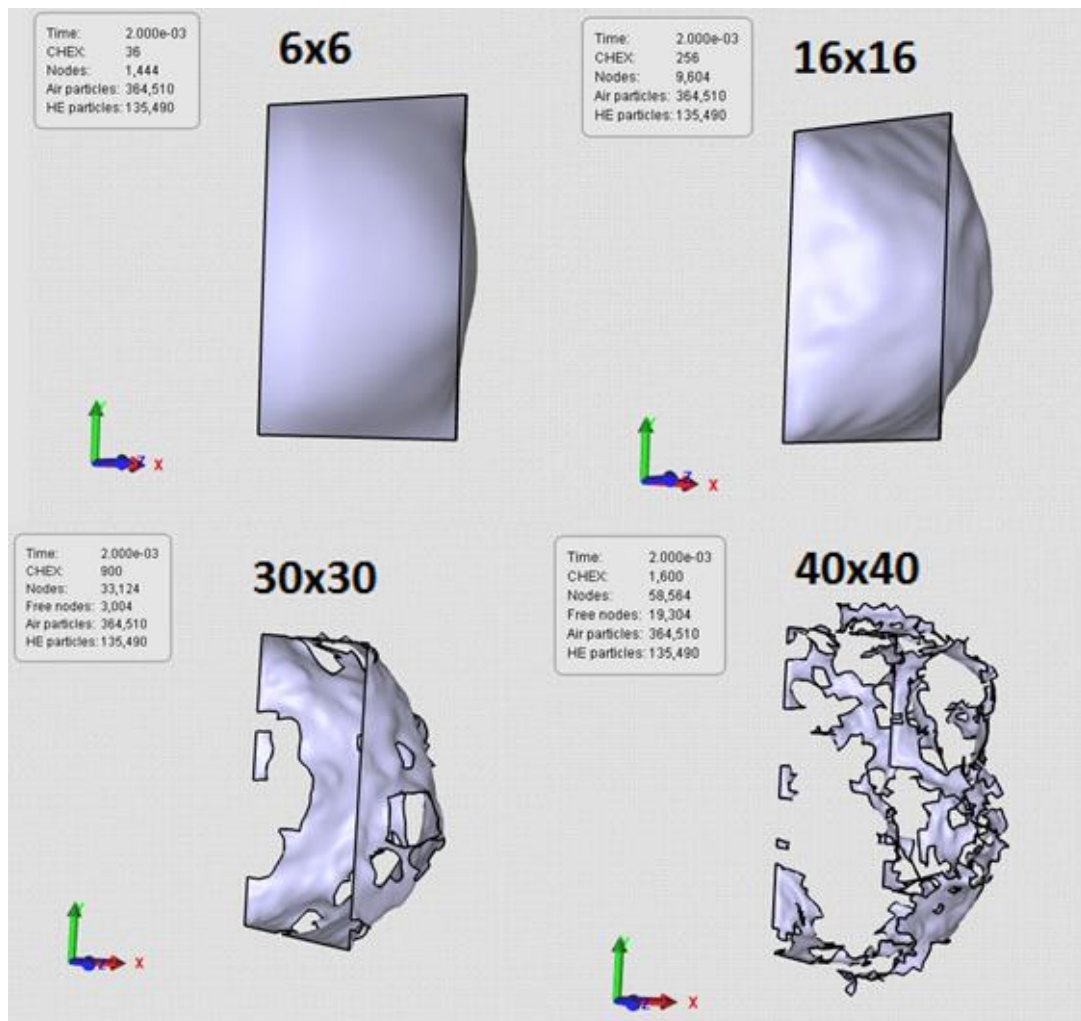 Time: 2.000e-03
CHEX: 36
Nodes: 1,444
Air particles: 364,510
HE particles: 135,490
6x6
Time: 2.000e-03
CHEX: 256
Nodes: 9,604
Air particles: 364,510
HE particles: 135,490
16x16
Y
Z X
Y
Z
X
Time: 2.000e-03
CHEX: 900
Nodes: 33,124
Free nodes: 3,004
Air particles: 364,510
HE particles: 135,490
30x30
Time: 2.000e-03
CHEX: 1,600
Nodes: 58,564
Free nodes: 19,304
Air particles: 364,510
HE particles: 135,490
40x40
Y
Z X
Y
Z X